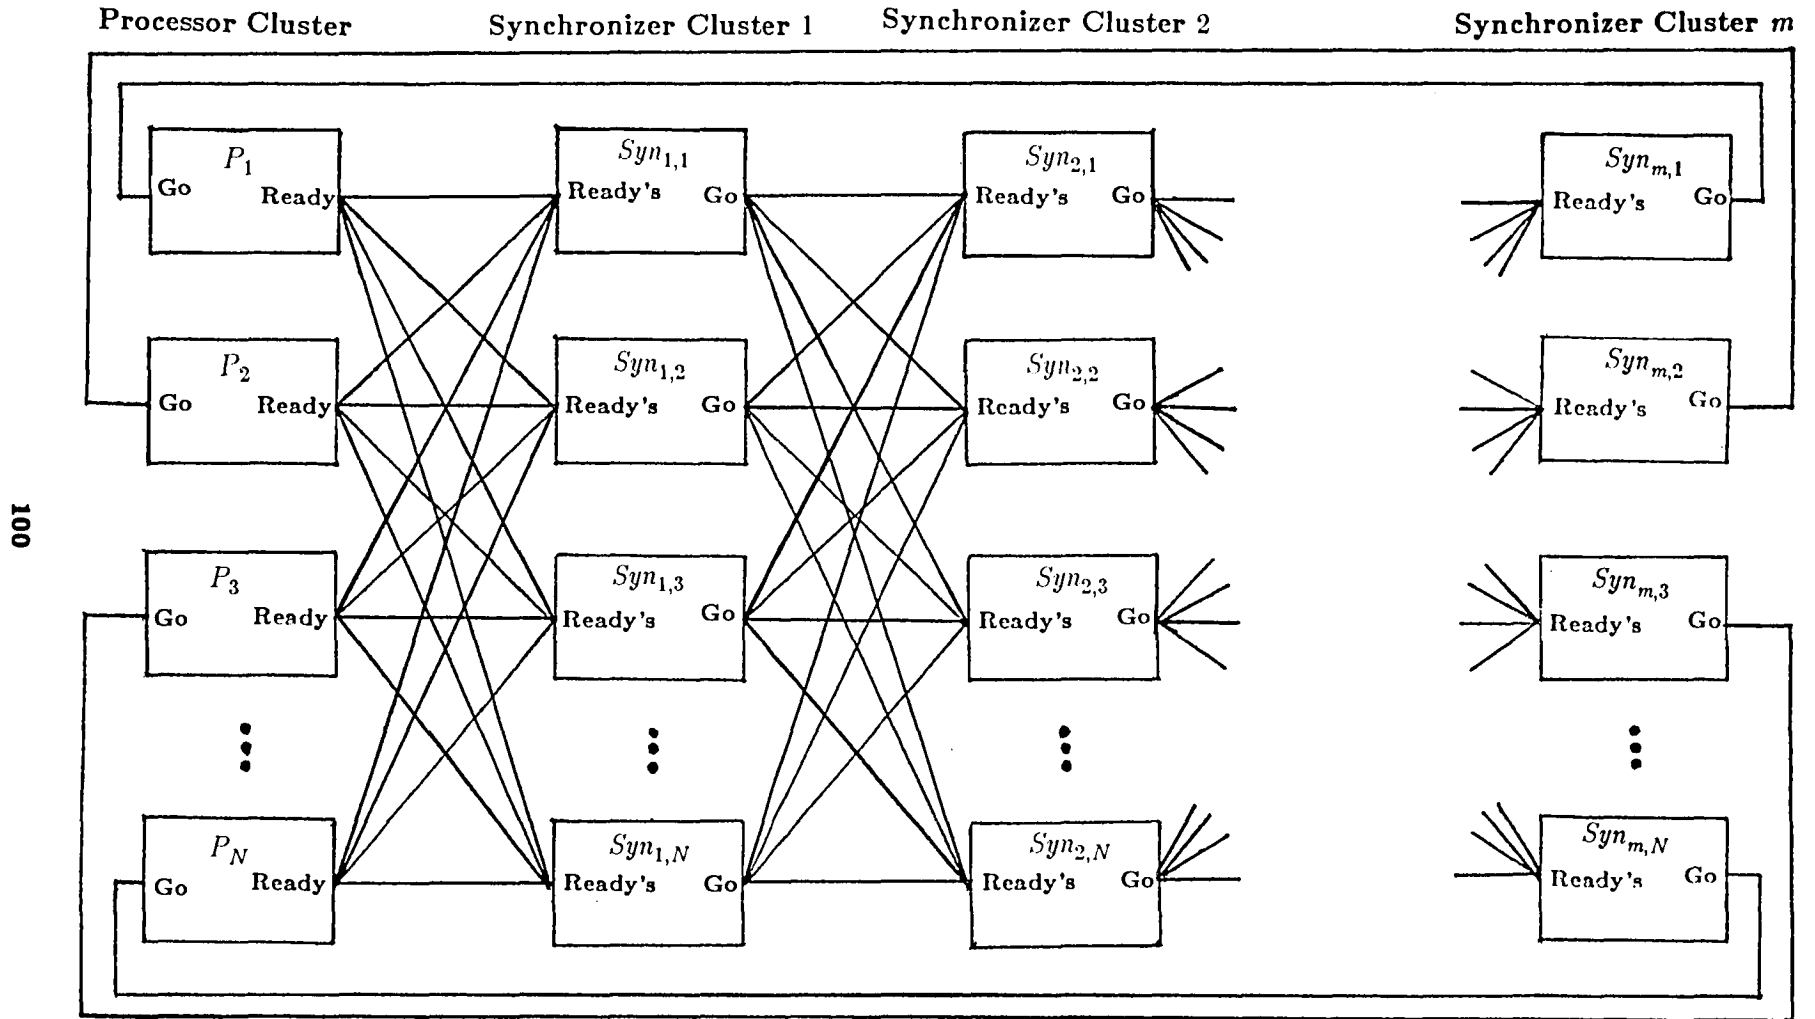 Processor Cluster
Synchronizer Cluster 1
Synchronizer Cluster 2
Synchronizer Cluster m
P₁
Go
Ready
Syn₁,₁
Ready's
Go
Syn₂,₁
Ready's
Go
Synₘ,₁
Ready's
Go
P₂
Go
Ready
Syn₁,₂
Ready's
Go
Syn₂,₂
Ready's
Go
Synₘ,₂
Ready's
Go
P₃
Go
Ready
Syn₁,₃
Ready's
Go
Syn₂,₃
Ready's
Go
Synₘ,₃
Ready's
Go
P_N
Go
Ready
Syn₁,N
Ready's
Go
Syn₂,N
Ready's
Go
Synₘ,N
Ready's
Go
100